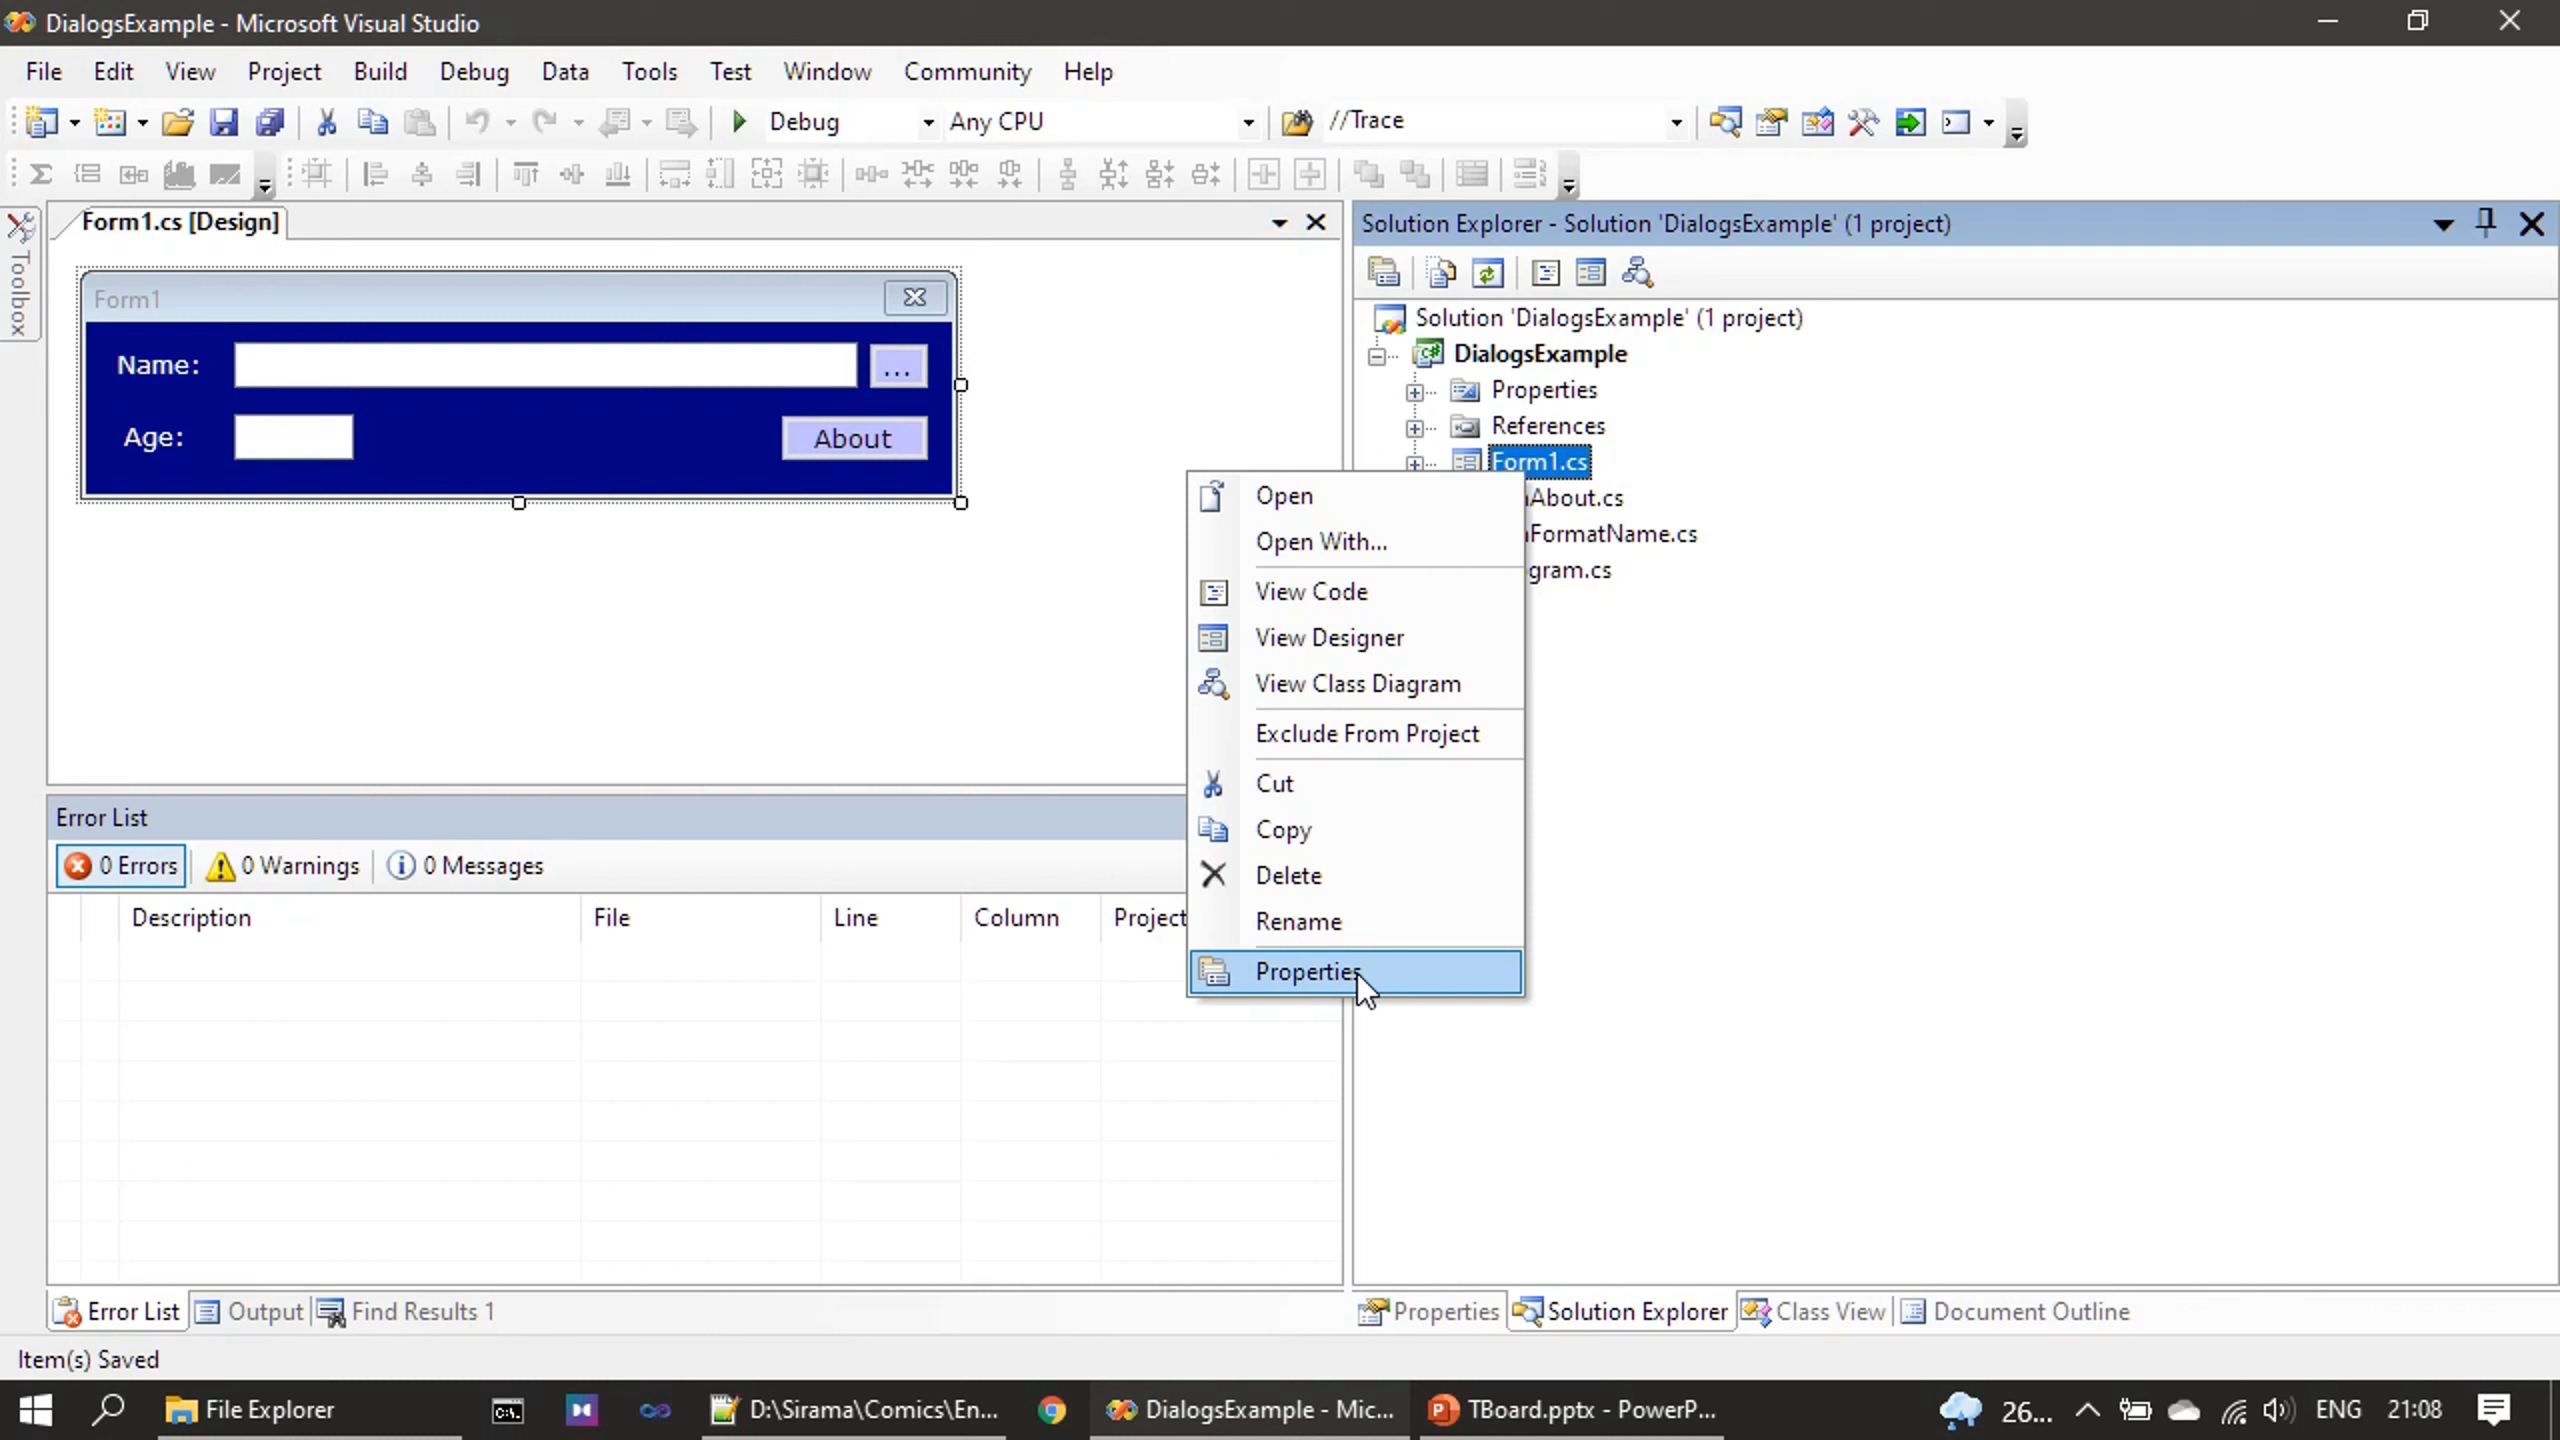 DialogsExample - Microsoft Visual Studio
File Edit View Project Build Debug Data Tools Test Window Community Help
Debug Any CPU //Trace
Toolbox
Form1.cs [Design]
Form1
Name: ...
Age: About
Solution Explorer - Solution 'DialogsExample' (1 project)
Solution 'DialogsExample' (1 project)
DialogsExample
Properties
References
Form1.cs
About.cs
FormatName.cs
gram.cs
Open
Open With...
View Code
View Designer
View Class Diagram
Exclude From Project
Cut
Copy
Delete
Rename
Properties
Error List
0 Errors 0 Warnings 0 Messages
Description File Line Column Project
Error List Output Find Results 1
Properties Solution Explorer Class View Document Outline
Item(s) Saved
File Explorer D:\Sirama\Comics\En... DialogsExample - Mic... TBoard.pptx - PowerP... 26... ENG 21:08